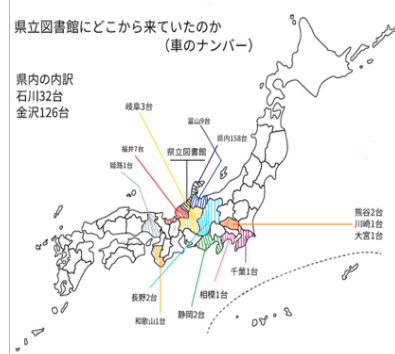 県立図書館にどこから来ていたのか
（車のナンバー）
県内の内訳
石川32台
金沢126台
岐阜3台
富山9台
福井7台
県立図書館
県内158台
姫路1台
熊谷2台
川崎1台
大宮1台
千葉1台
相模1台
静岡2台
長野2台
和歌山1台